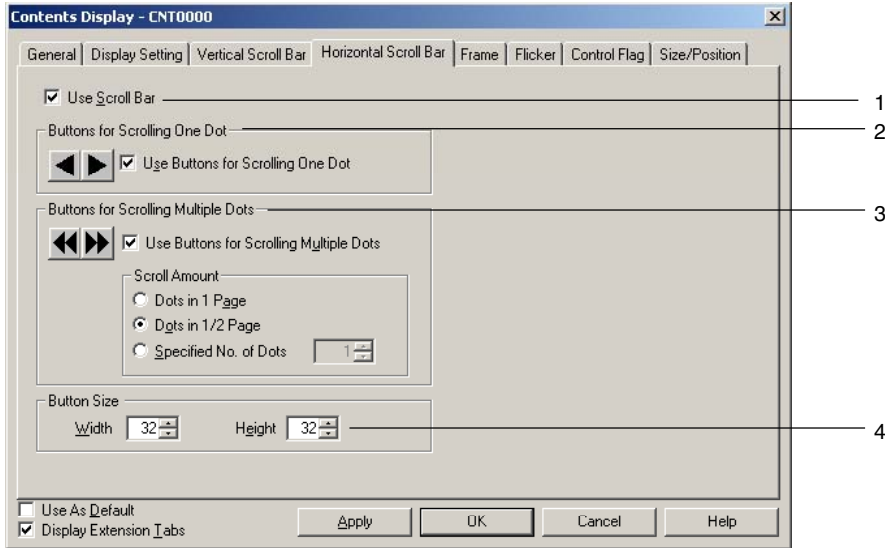 Contents Display - CNT0000
General Display Setting Vertical Scroll Bar Horizontal Scroll Bar Frame Flicker Control Flag Size/Position
Use Scroll Bar
1
Buttons for Scrolling One Dot
2
Use Buttons for Scrolling One Dot
Buttons for Scrolling Multiple Dots
3
Use Buttons for Scrolling Multiple Dots
Scroll Amount
Dots in 1 Page
Dots in 1/2 Page
Specified No. of Dots 1
Button Size
Width 32 Height 32
4
Use As Default
Display Extension Tabs
Apply OK Cancel Help